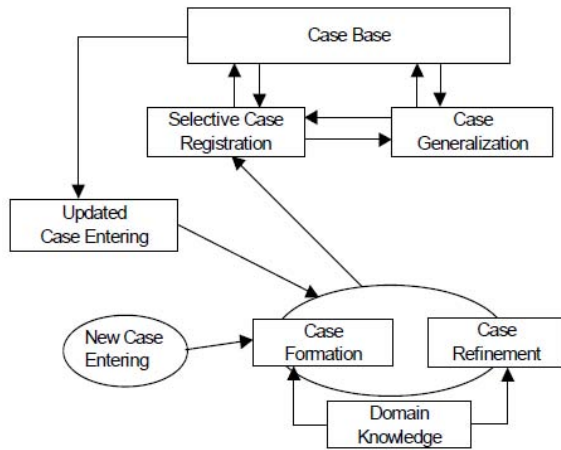 Case Base
Selective Case
Registration
Case
Generalization
Updated
Case Entering
New Case
Entering
Case
Formation
Case
Refinement
Domain
Knowledge